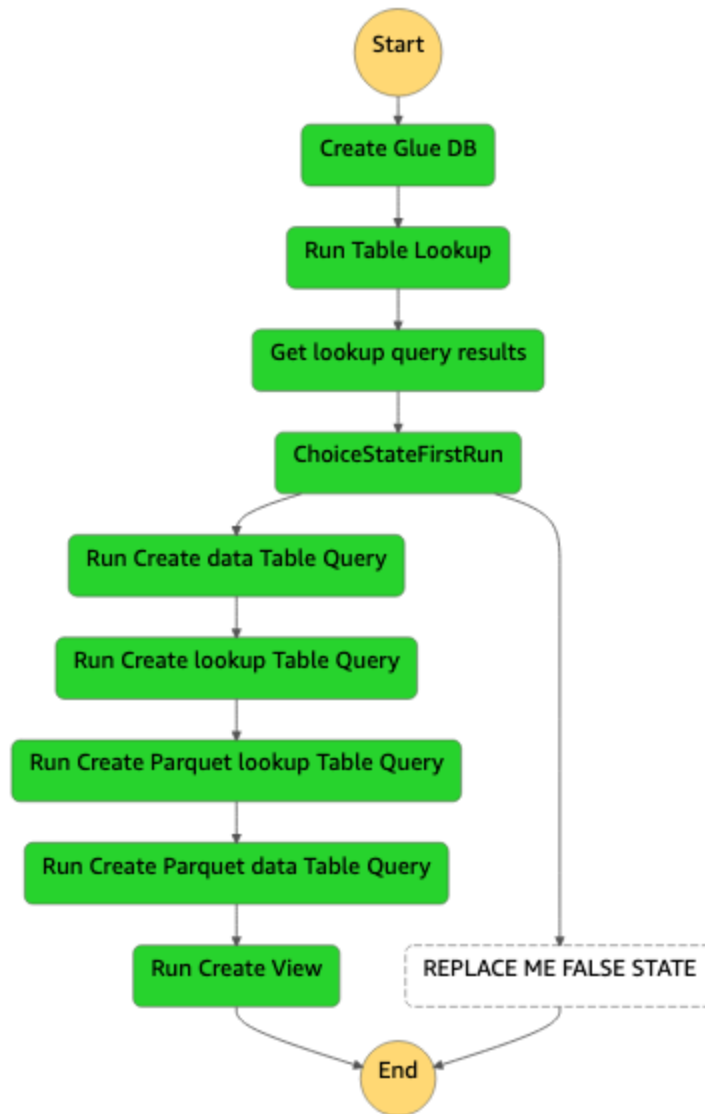 Start
Create Glue DB
Run Table Lookup
Get lookup query results
ChoiceStateFirstRun
Run Create data Table Query
Run Create lookup Table Query
Run Create Parquet lookup Table Query
Run Create Parquet data Table Query
Run Create View
REPLACE ME FALSE STATE
End